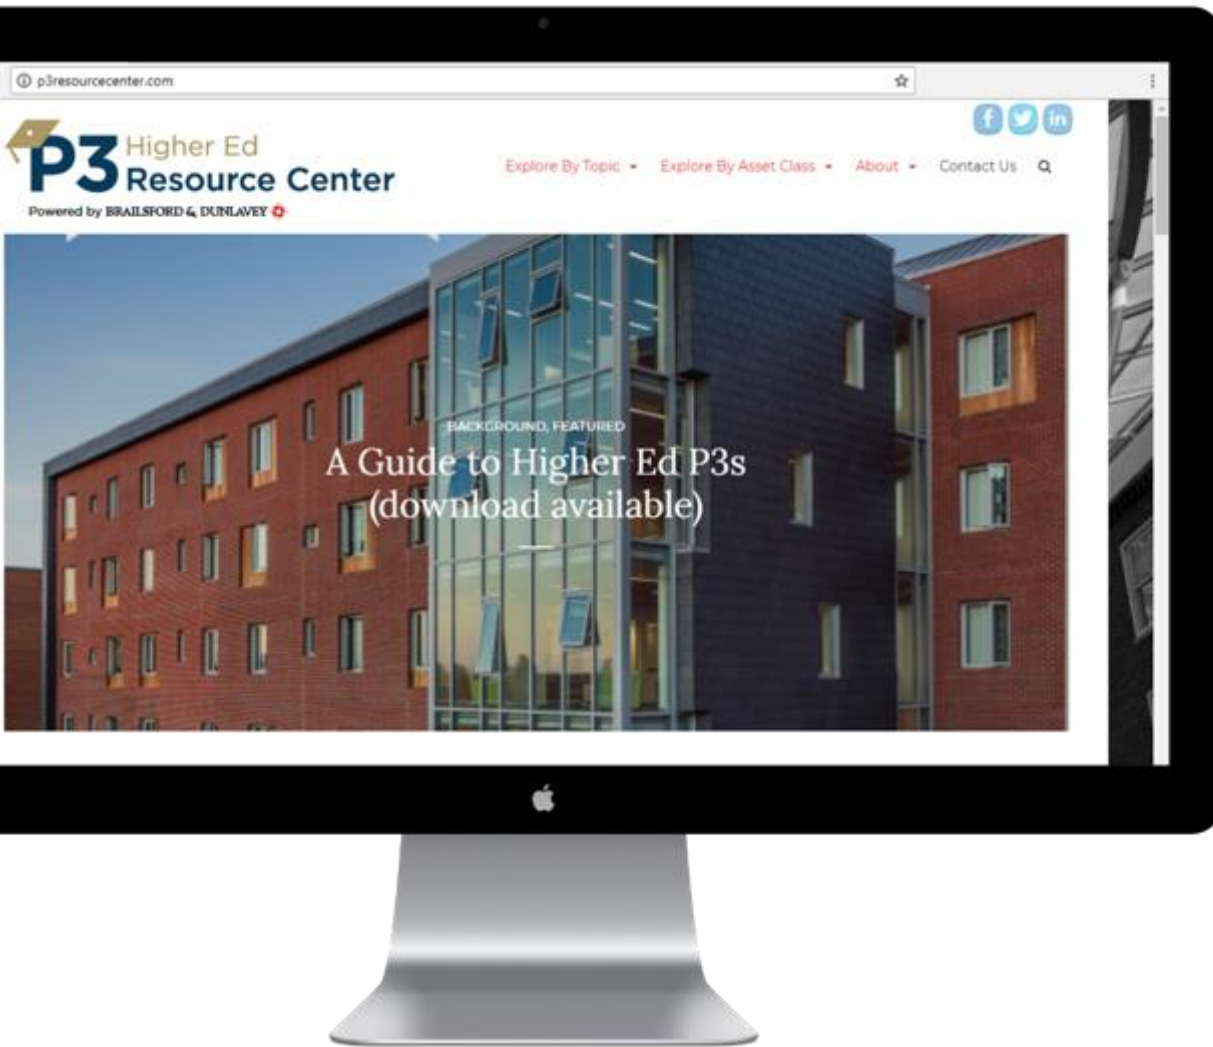 p3resourcecenter.com
P3 Higher Ed
Resource Center
Powered by BRAILSFORD & DUNLAVEY
Explore By Topic
Explore By Asset Class
About
Contact Us
BACKGROUND, FEATURED
A Guide to Higher Ed P3s
(download available)